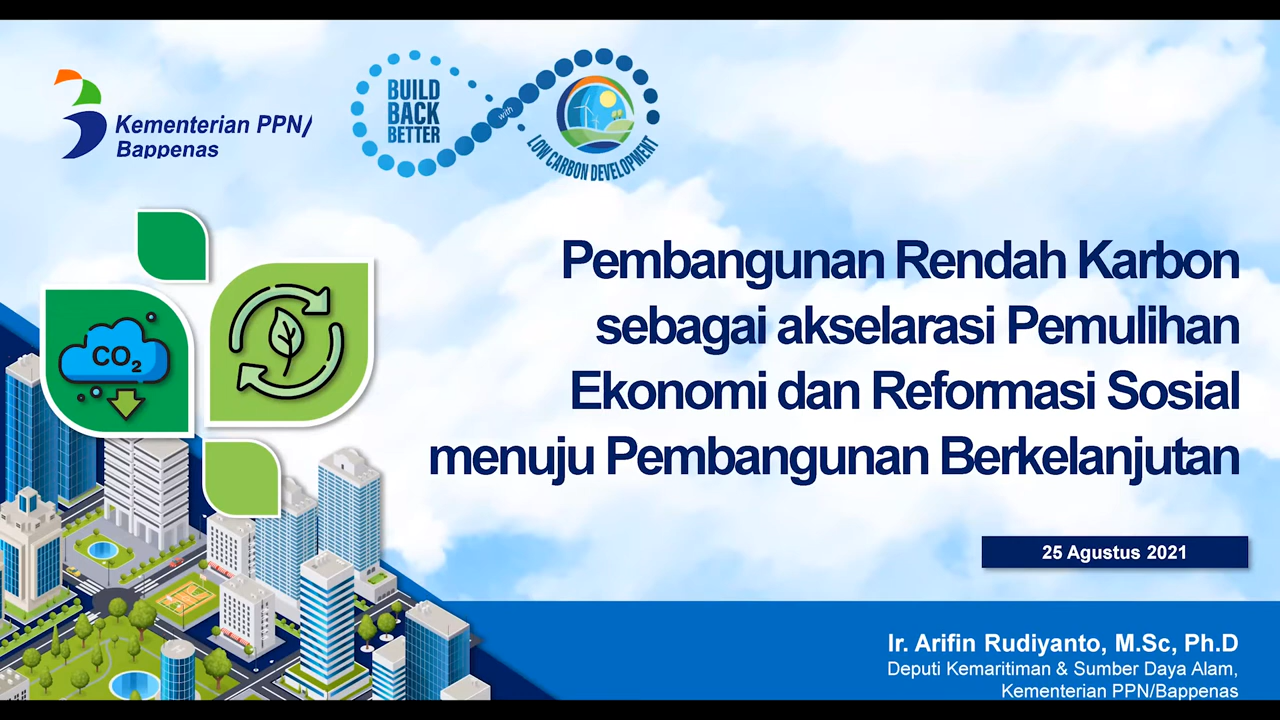 Kementerian PPN/
Bappenas
BUILD
BACK
BETTER
with
LOW CARBON DEVELOPMENT
Pembangunan Rendah Karbon
sebagai akselarasi Pemulihan
Ekonomi dan Reformasi Sosial
menuju Pembangunan Berkelanjutan
CO₂
25 Agustus 2021
Ir. Arifin Rudiyanto, M.Sc, Ph.D
Deputi Kemaritiman & Sumber Daya Alam,
Kementerian PPN/Bappenas